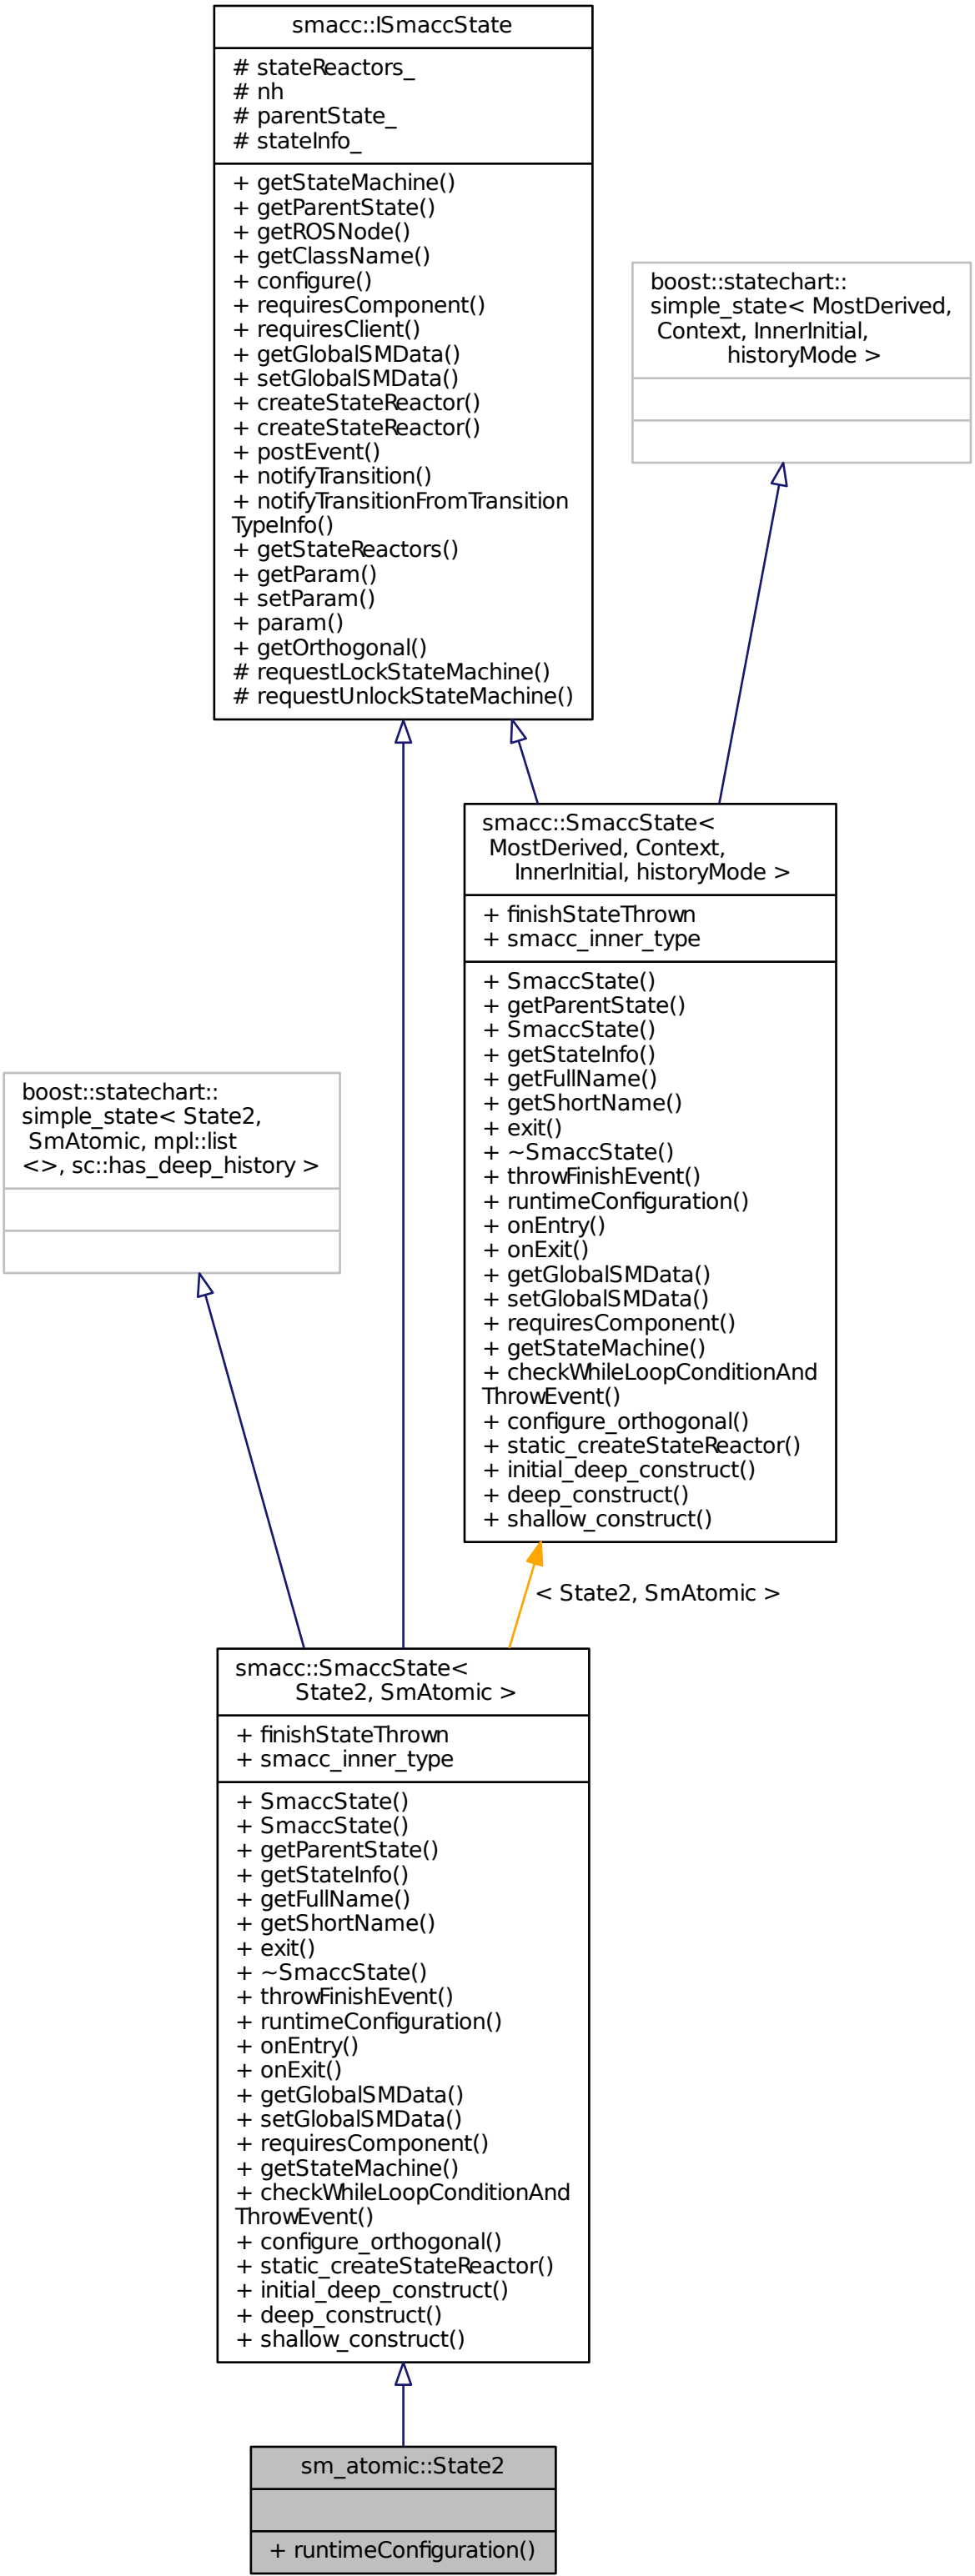 smacc::ISmaccState
# stateReactors_
# nh
# parentState_
# stateInfo_
+ getStateMachine()
+ getParentState()
+ getROSNode()
+ getClassName()
+ configure()
+ requiresComponent()
+ requiresClient()
+ getGlobalSMData()
+ setGlobalSMData()
+ createStateReactor()
+ createStateReactor()
+ postEvent()
+ notifyTransition()
+ notifyTransitionFromTransition
TypeInfo()
+ getStateReactors()
+ getParam()
+ setParam()
+ param()
+ getOrthogonal()
# requestLockStateMachine()
# requestUnlockStateMachine()
boost::statechart::
simple_state< MostDerived,
Context, InnerInitial,
historyMode >
smacc::SmaccState<
MostDerived, Context,
InnerInitial, historyMode >
+ finishStateThrown
+ smacc_inner_type
+ SmaccState()
+ getParentState()
+ SmaccState()
+ getStateInfo()
+ getFullName()
+ getShortName()
+ exit()
+ ~SmaccState()
+ throwFinishEvent()
+ runtimeConfiguration()
+ onEntry()
+ onExit()
+ getGlobalSMData()
+ setGlobalSMData()
+ requiresComponent()
+ getStateMachine()
+ checkWhileLoopConditionAnd
ThrowEvent()
+ configure_orthogonal()
+ static_createStateReactor()
+ initial_deep_construct()
+ deep_construct()
+ shallow_construct()
boost::statechart::
simple_state< State2,
SmAtomic, mpl::list
<>, sc::has_deep_history >
< State2, SmAtomic >
smacc::SmaccState<
State2, SmAtomic >
+ finishStateThrown
+ smacc_inner_type
+ SmaccState()
+ SmaccState()
+ getParentState()
+ getStateInfo()
+ getFullName()
+ getShortName()
+ exit()
+ ~SmaccState()
+ throwFinishEvent()
+ runtimeConfiguration()
+ onEntry()
+ onExit()
+ getGlobalSMData()
+ setGlobalSMData()
+ requiresComponent()
+ getStateMachine()
+ checkWhileLoopConditionAnd
ThrowEvent()
+ configure_orthogonal()
+ static_createStateReactor()
+ initial_deep_construct()
+ deep_construct()
+ shallow_construct()
sm_atomic::State2
+ runtimeConfiguration()